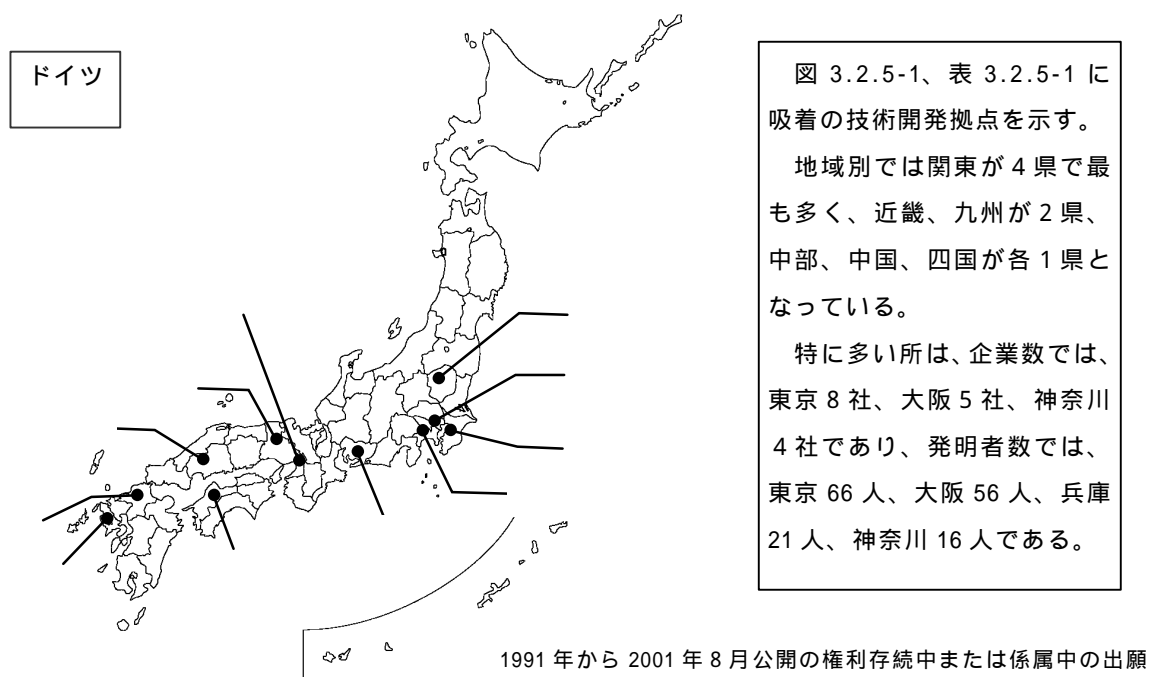 ドイツ
図 3.2.5-1、表 3.2.5-1 に
吸着の技術開発拠点を示す。
地域別では関東が 4 県で最
も多く、近畿、九州が 2 県、
中部、中国、四国が各 1 県と
なっている。
特に多い所は、企業数では、
東京 8 社、大阪 5 社、神奈川
4 社であり、発明者数では、
東京 66 人、大阪 56 人、兵庫
21 人、神奈川 16 人である。
1991 年から 2001 年 8 月公開の権利存続中または係属中の出願